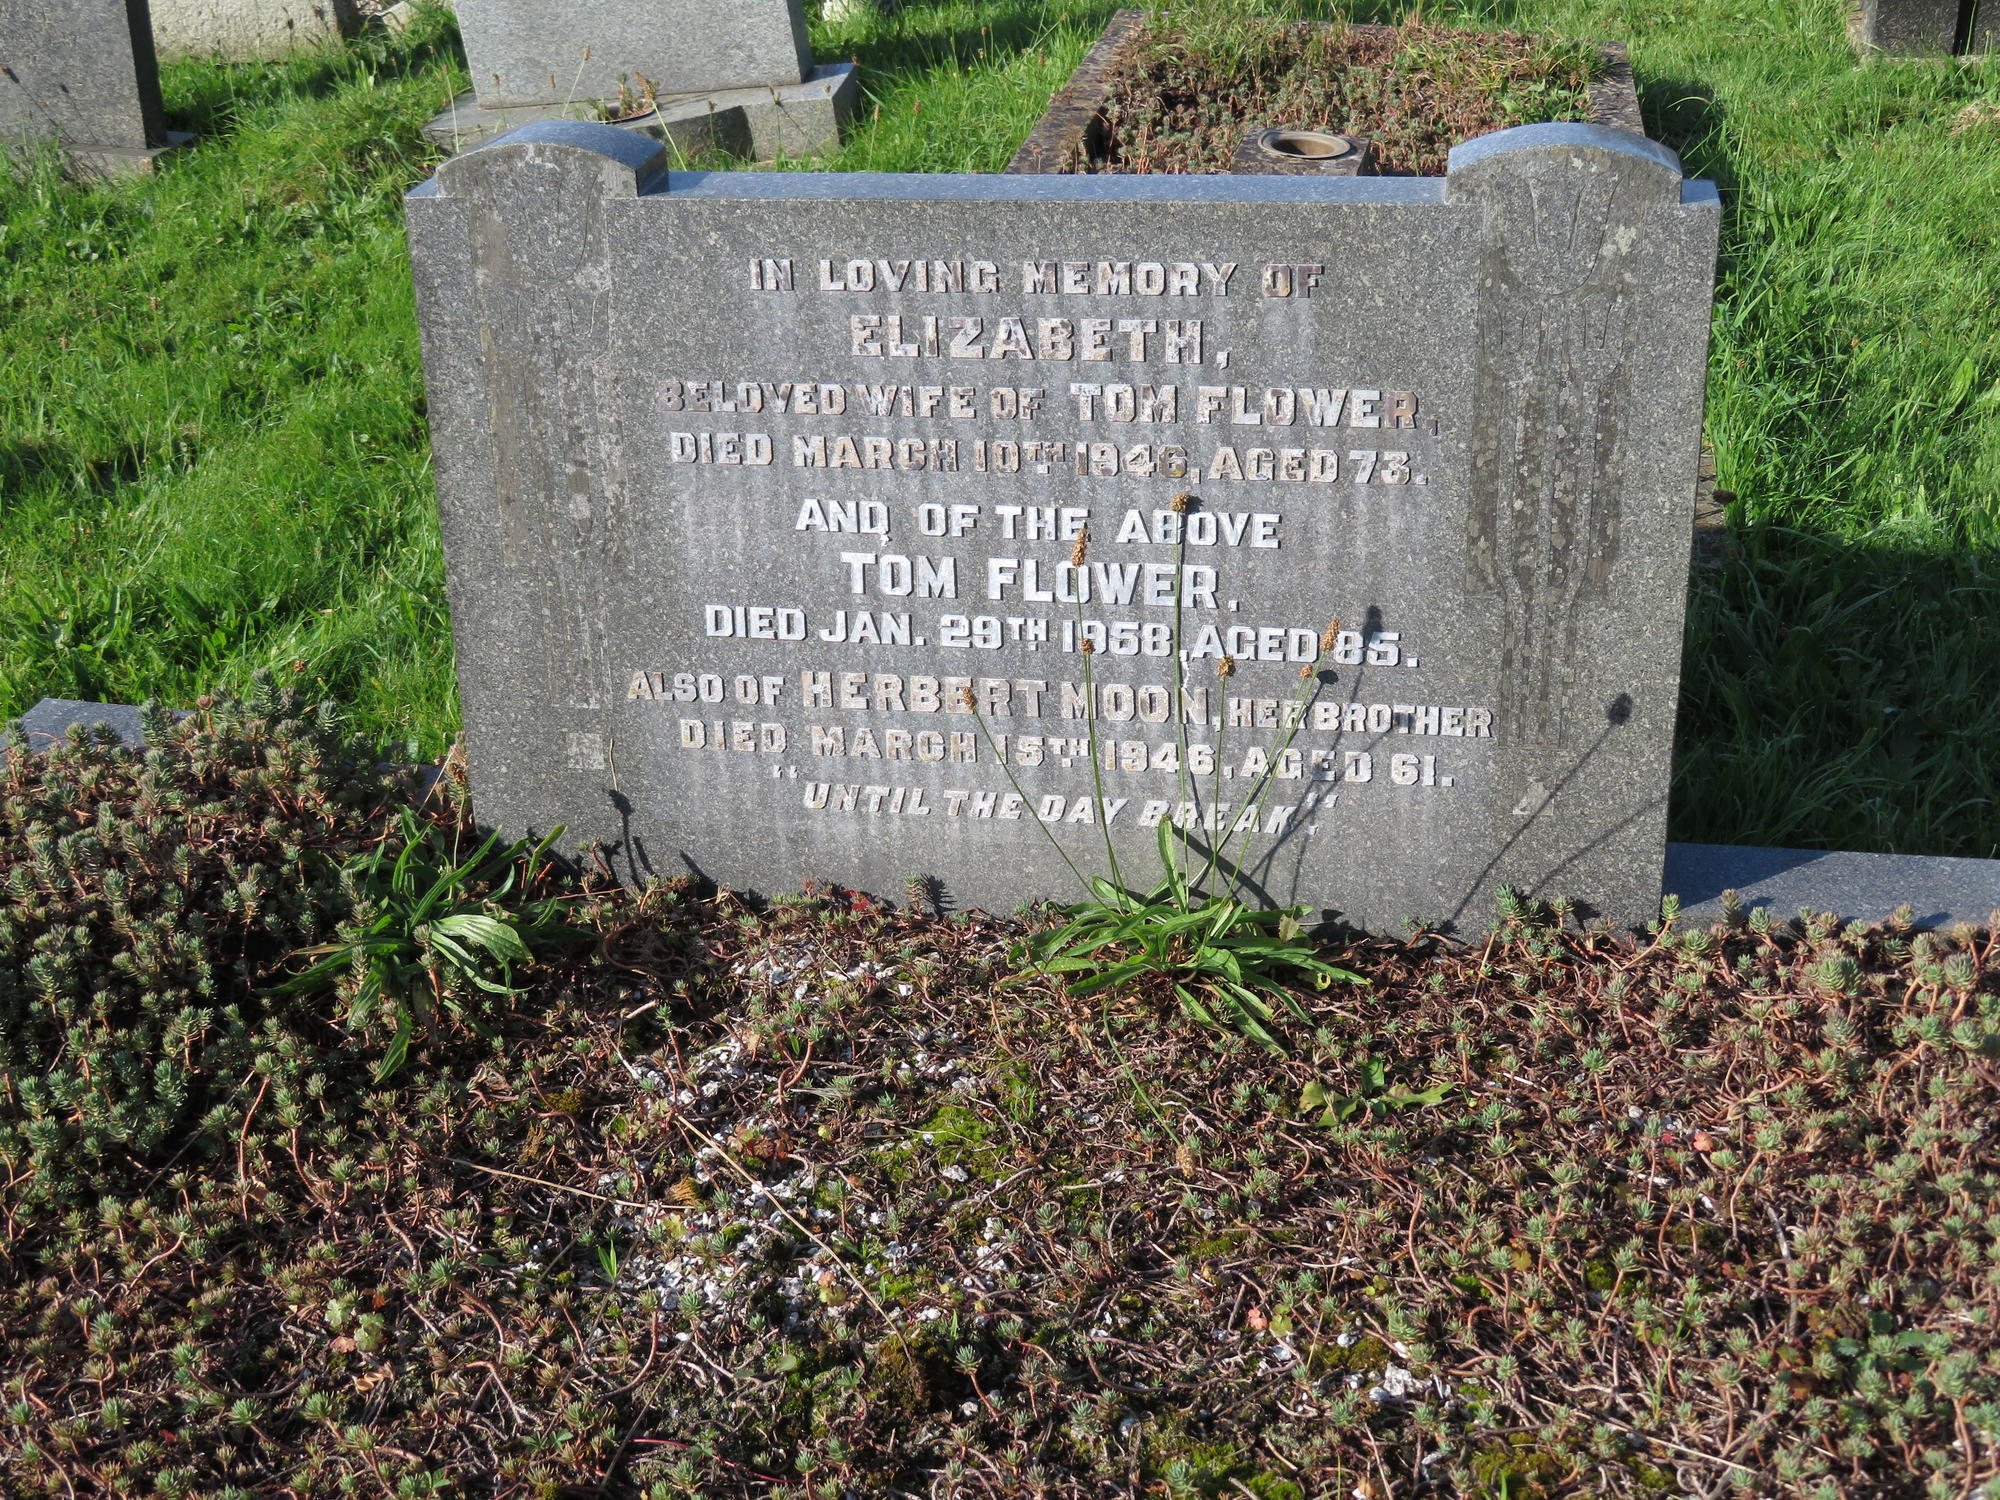 IN LOVING MEMORY OF
ELIZABETH,
BELOVED WIFE OF TOM FLOWER,
DIED MARCH 10TH 1946, AGED 73.
AND OF THE ABOVE
TOM FLOWER,
DIED JAN. 29TH 1958, AGED 85.
ALSO OF HERBERT MOON, HER BROTHER
DIED MARCH 15TH 1946, AGED 61.
"UNTIL THE DAY BREAK".